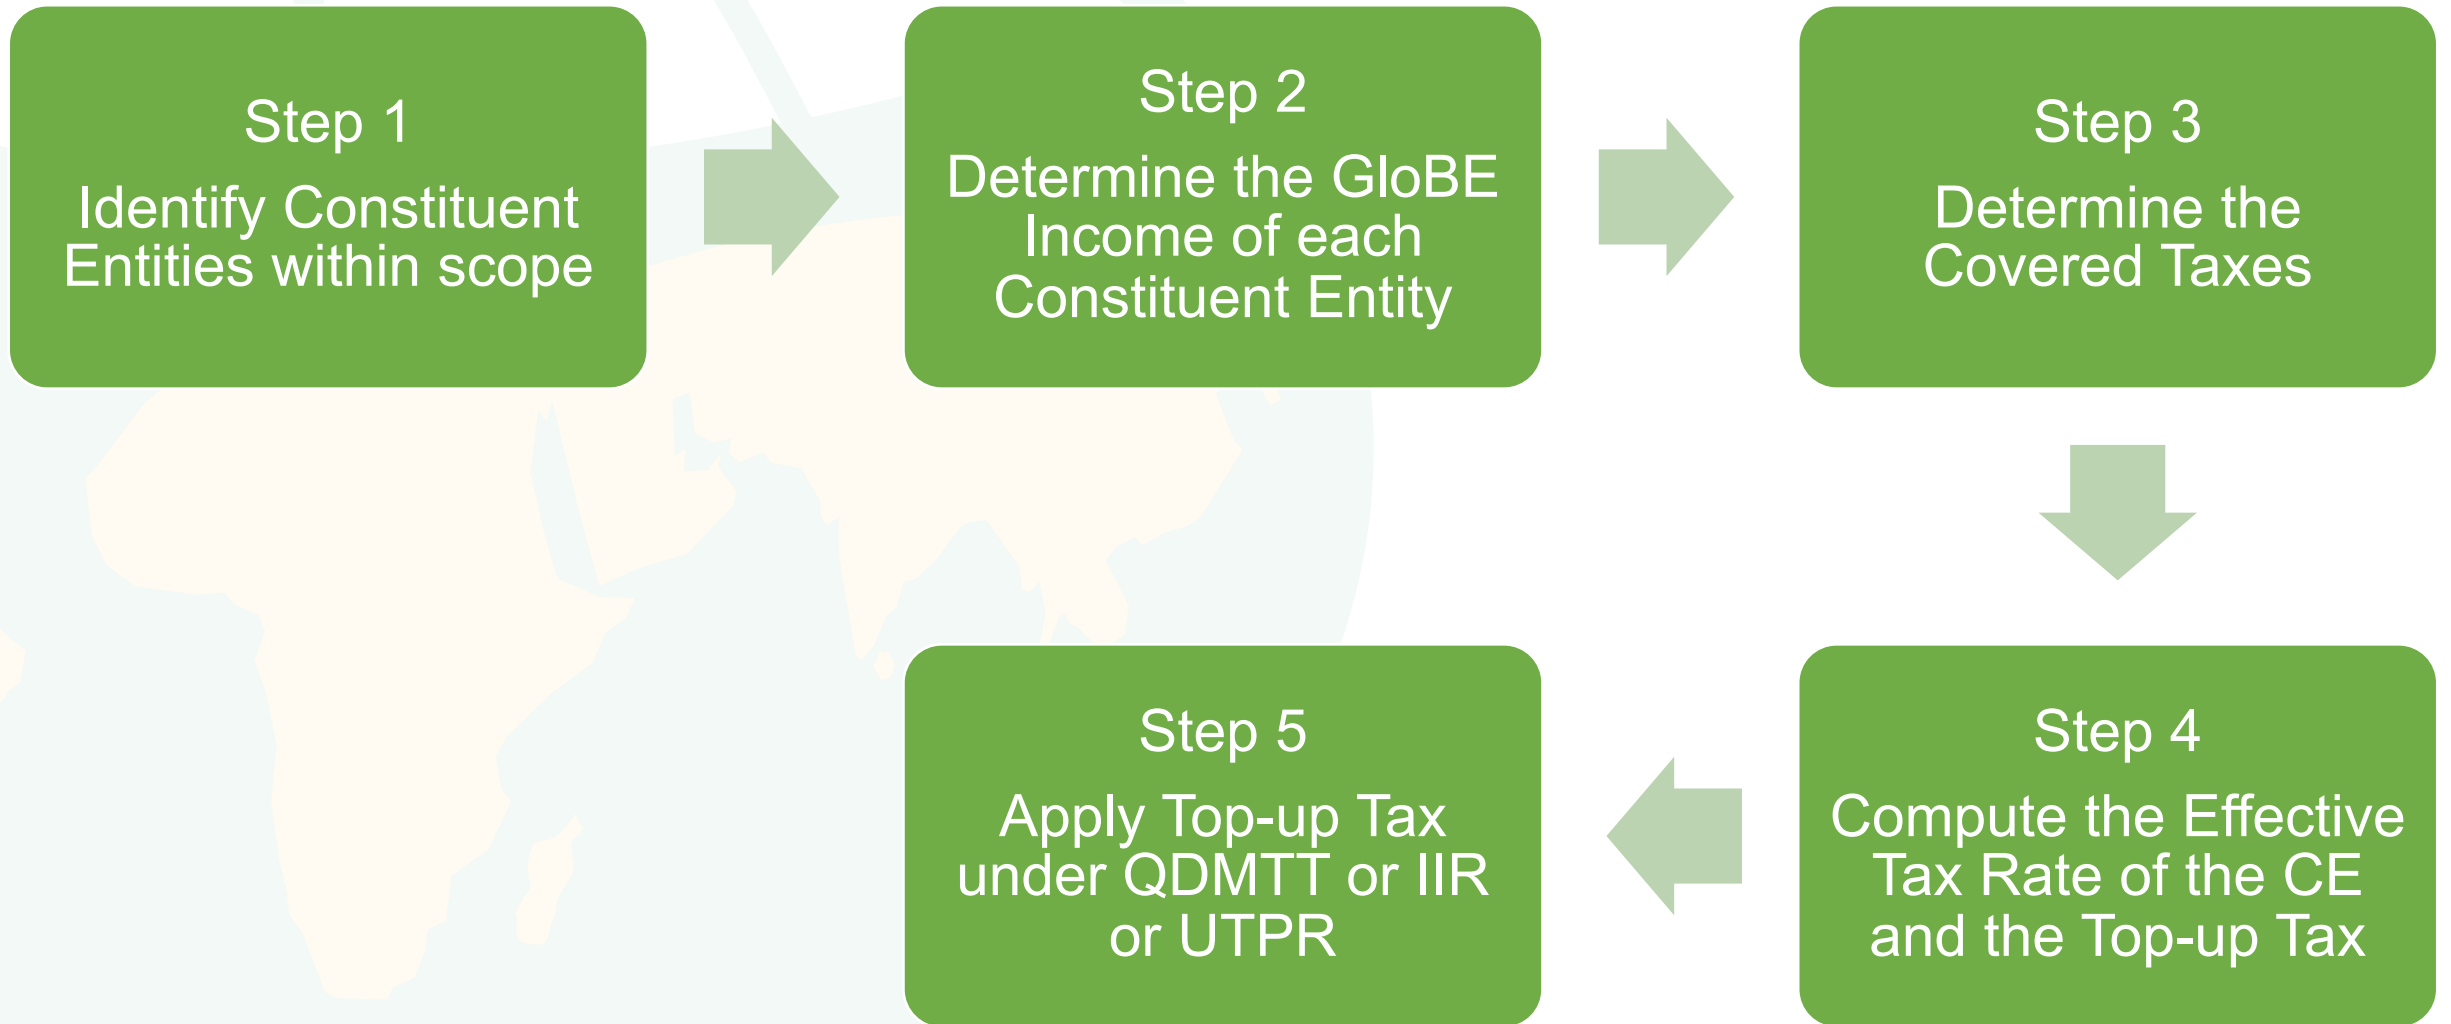 Step 1
Identify Constituent
Entities within scope
Step 2
Determine the GloBE
Income of each
Constituent Entity
Step 3
Determine the
Covered Taxes
Step 4
Compute the Effective
Tax Rate of the CE
and the Top-up Tax
Step 5
Apply Top-up Tax
under QDMTT or IIR
or UTPR